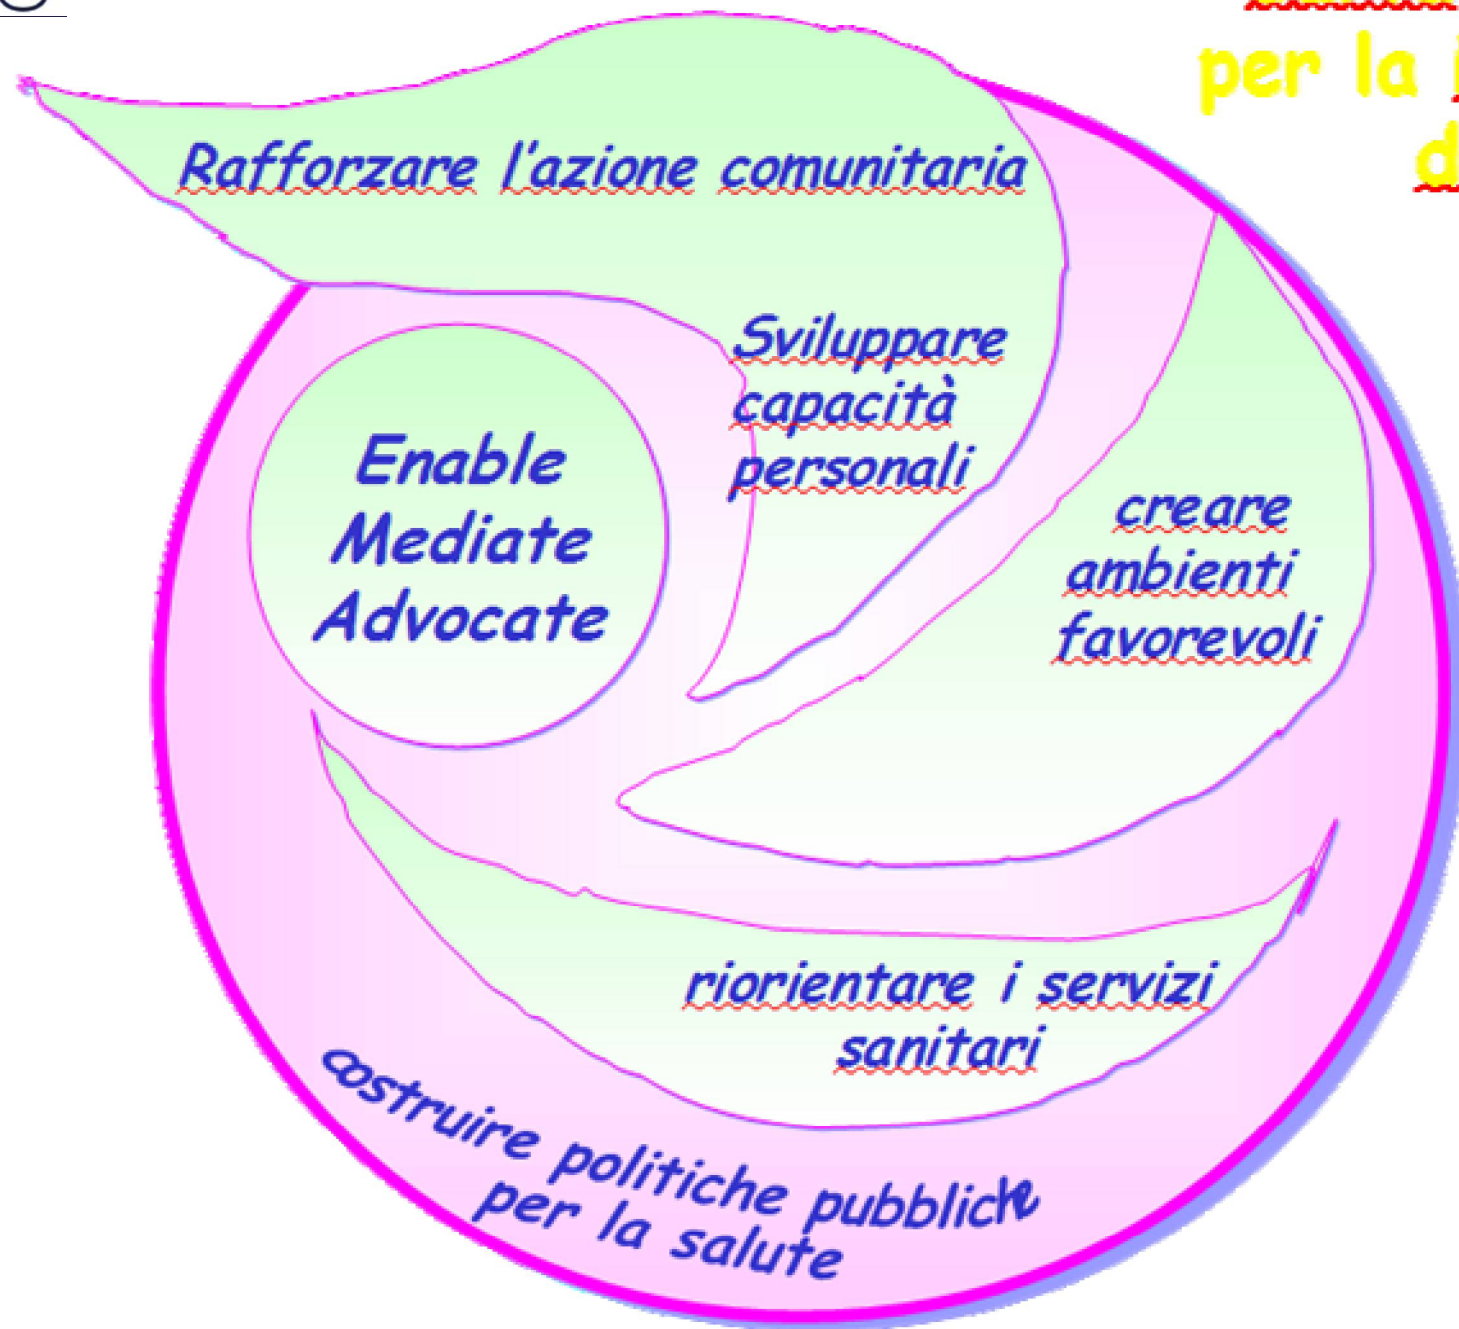 per la
Rafforzare l'azione comunitaria
Sviluppare
capacità
personali
Enable
Mediate
Advocate
creare
ambienti
favorevoli
riorientare i servizi
sanitari
costruire politiche pubbliche
per la salute